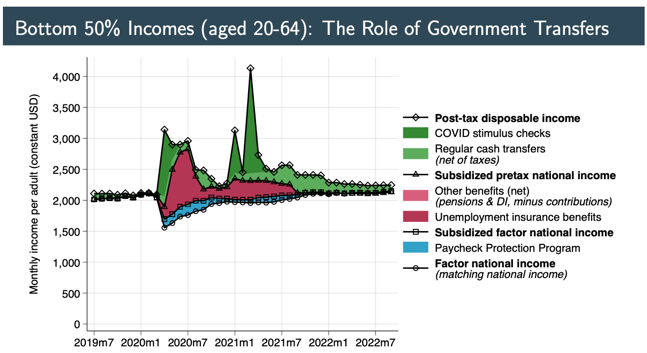 Bottom 50% Incomes (aged 20-64): The Role of Government Transfers
Monthly income per adult (constant USD)
4,000
3,500
3,000
2,500
2,000
1,500
1,000
500
0
2019m7 2020m1 2020m7 2021m1 2021m7 2022m1 2022m7
Post-tax disposable income
COVID stimulus checks
Regular cash transfers
(net of taxes)
Subsidized pretax national income
Other benefits (net)
(pensions & DI, minus contributions)
Unemployment insurance benefits
Subsidized factor national income
Paycheck Protection Program
Factor national income
(matching national income)